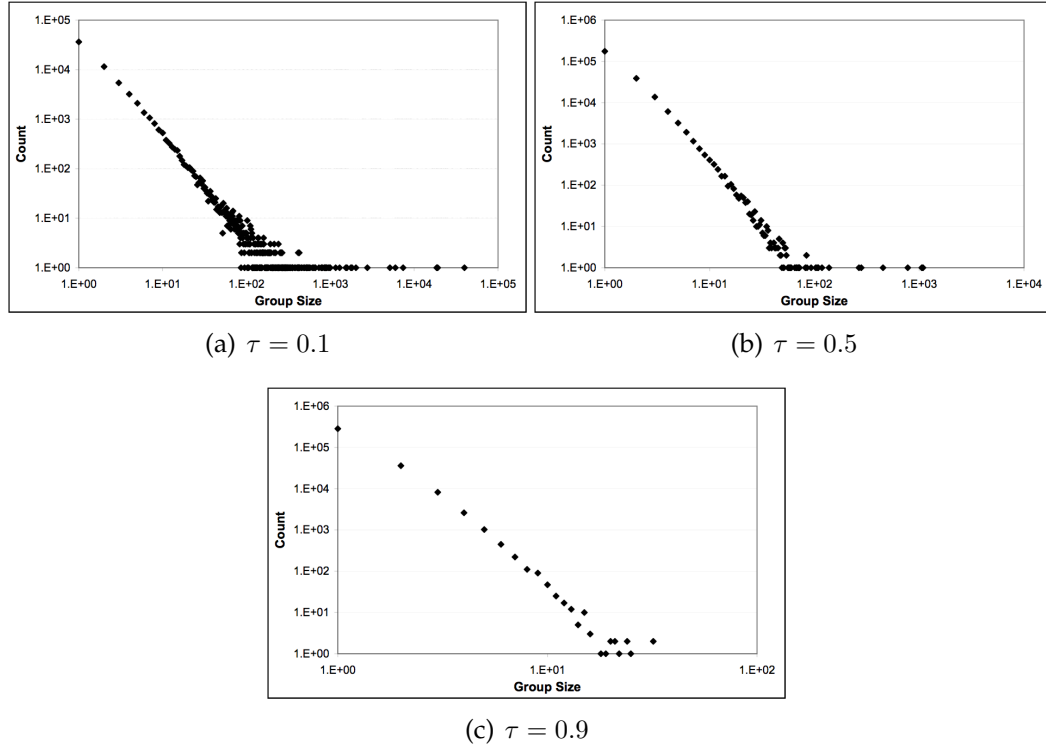 1.E+05
1.E+04
1.E+03
1.E+02
1.E+01
1.E+00
Count
1.E+00 1.E+01 1.E+02 1.E+03 1.E+04 1.E+05
Group Size
(a) τ = 0.1
1.E+06
1.E+05
1.E+04
1.E+03
1.E+02
1.E+01
1.E+00
Count
1.E+00 1.E+01 1.E+02 1.E+03 1.E+04
Group Size
(b) τ = 0.5
1.E+06
1.E+05
1.E+04
1.E+03
1.E+02
1.E+01
1.E+00
Count
1.E+00 1.E+01 1.E+02
Group Size
(c) τ = 0.9